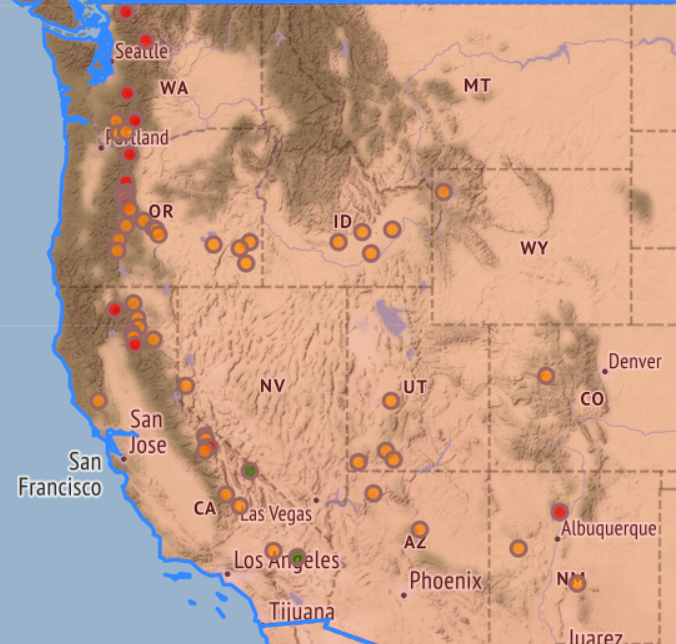 Seattle
WA
MT
Portland
OR
ID
WY
NV
UT
Denver
CO
San
Jose
San
Francisco
CA
Las Vegas
Albuquerque
AZ
Los Angeles
NM
Phoenix
Tijuana
Juarez